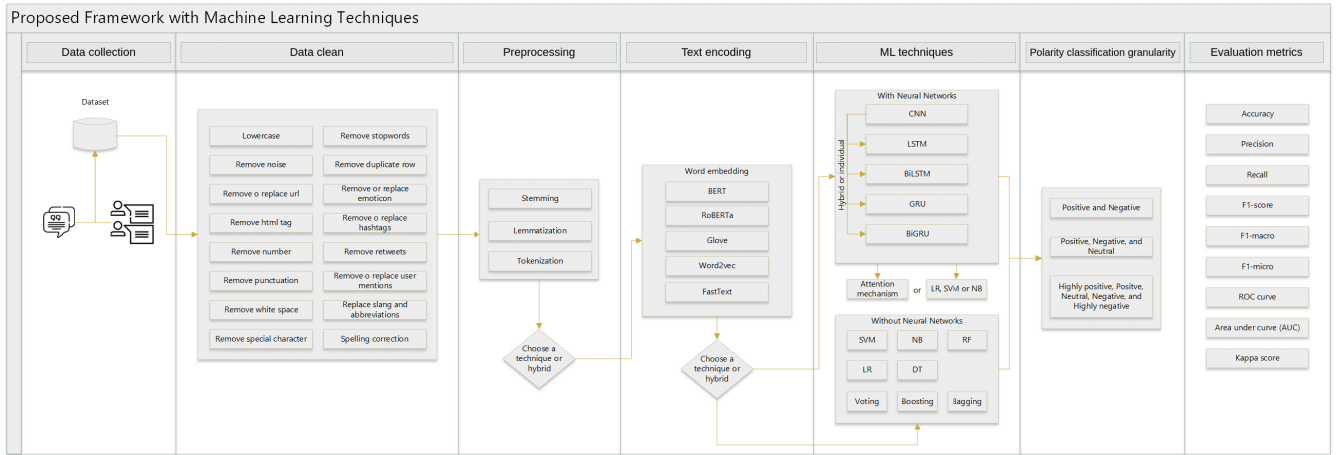 Proposed Framework with Machine Learning Techniques
Data collection
Data clean
Preprocessing
Text encoding
ML techniques
Polarity classification granularity
Evaluation metrics
Dataset
Lowercase
Remove stopwords
Remove noise
Remove duplicate row
Remove o replace url
Remove or replace
emoticon
Remove html tag
Remove o replace
hashtags
Remove number
Remove retweets
Remove punctuation
Remove o replace user
mentions
Remove white space
Replace slang and
abbreviations
Remove special character
Spelling correction
Stemming
Lemmatization
Tokenization
Choose a
technique or
hybrid
Word embedding
BERT
RoBERTa
Glove
Word2vec
FastText
Choose a
technique or
hybrid
With Neural Networks
Hybrid or individual
CNN
LSTM
BiLSTM
GRU
BiGRU
Attention
mechanism
or
LR, SVM or NB
Without Neural Networks
SVM
NB
RF
LR
DT
Voting
Boosting
Bagging
Positive and Negative
Positive, Negative, and
Neutral
Highly positive, Positve,
Neutral, Negative, and
Highly negative
Accuracy
Precision
Recall
F1-score
F1-macro
F1-micro
ROC curve
Area under curve (AUC)
Kappa score